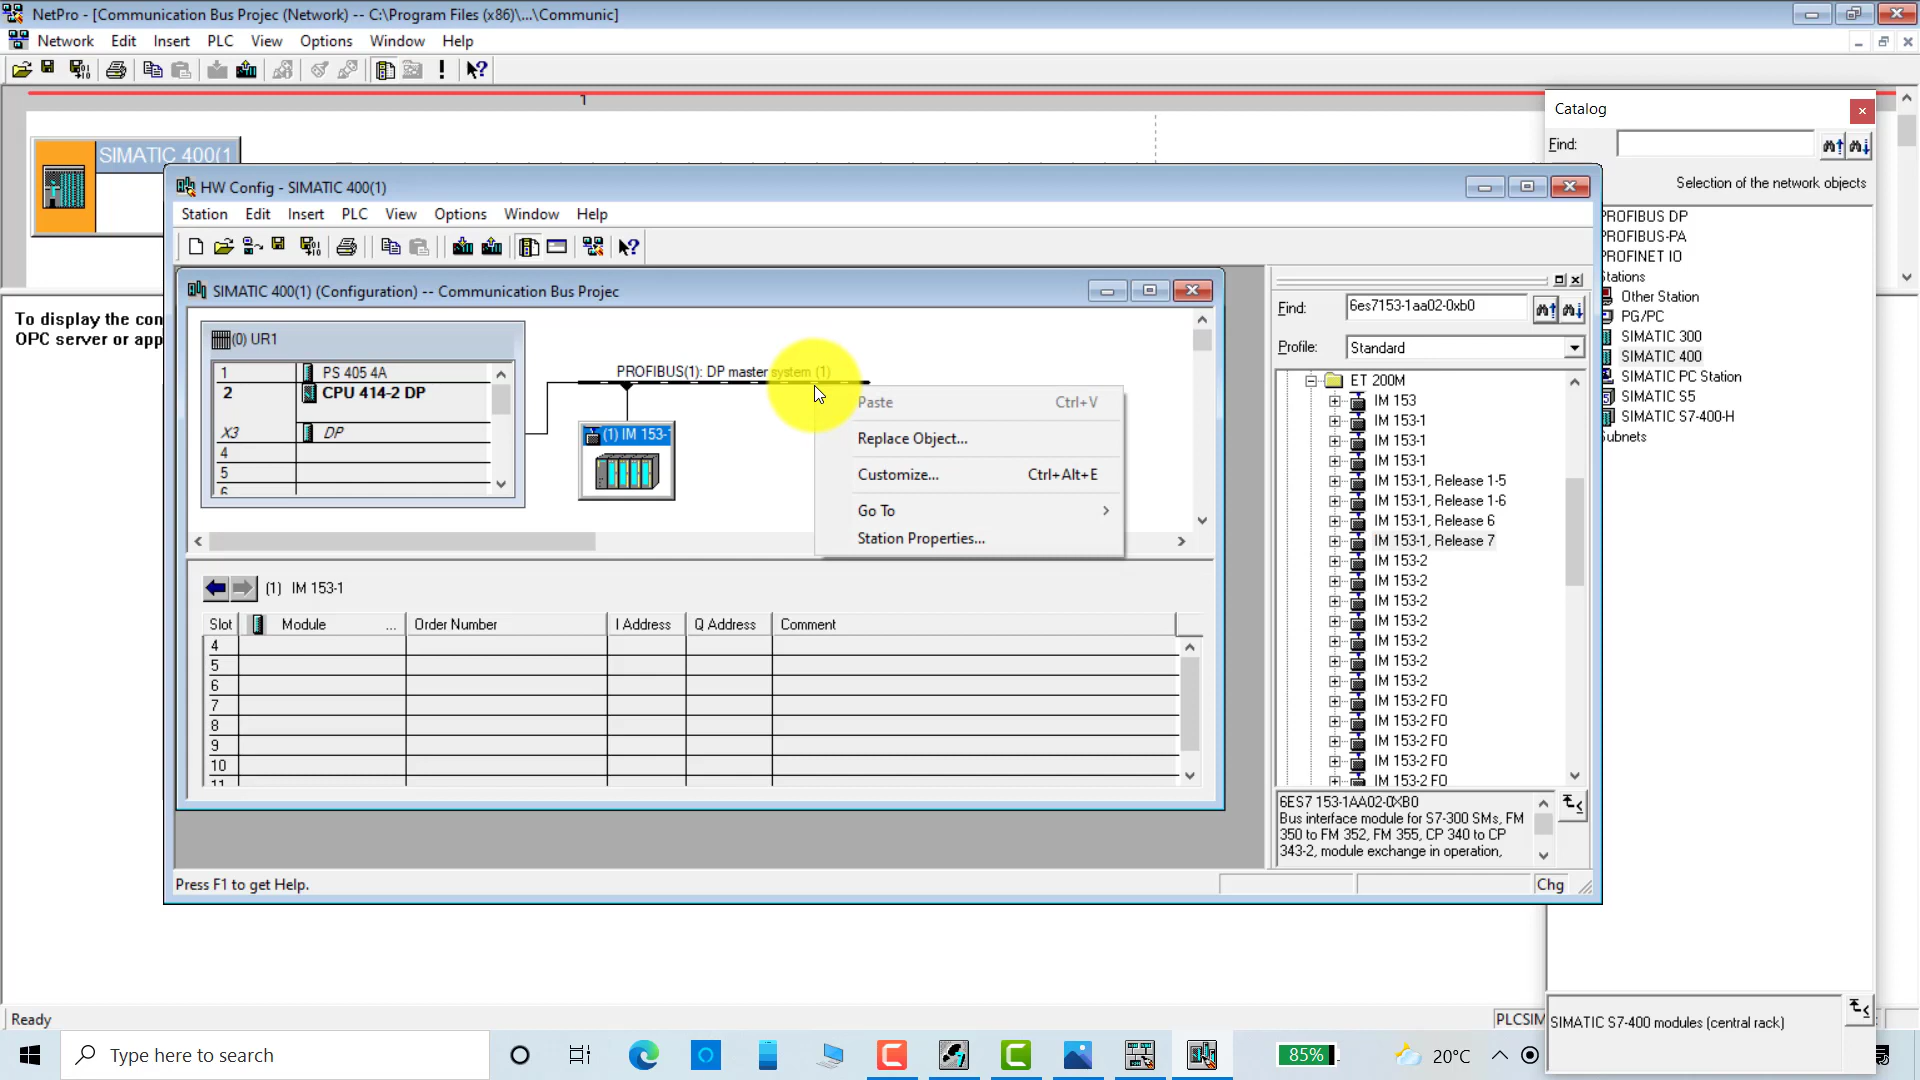 NetPro - [Communication Bus Projec (Network) -- C:\Program Files (x86)\...\Communic]
Network Edit Insert PLC View Options Window Help
1
SIMATIC 400(1
Catalog
Find:
Selection of the network objects
PROFIBUS DP
PROFIBUS-PA
PROFINET IO
Stations
Other Station
PG/PC
SIMATIC 300
SIMATIC 400
SIMATIC PC Station
SIMATIC S5
SIMATIC S7-400-H
Subnets
To display the con
OPC server or app
HW Config - SIMATIC 400(1)
Station Edit Insert PLC View Options Window Help
SIMATIC 400(1) (Configuration) -- Communication Bus Projec
(0) UR1
1 PS 405 4A
2 CPU 414-2 DP
X3 DP
4
5
6
PROFIBUS(1): DP master system (1)
(1) IM 153-1
Paste Ctrl+V
Replace Object...
Customize... Ctrl+Alt+E
Go To
Station Properties...
(1) IM 153-1
Slot Module ... Order Number I Address Q Address Comment
4
5
6
7
8
9
10
11
Find: 6es7153-1aa02-0xb0
Profile: Standard
ET 200M
IM 153
IM 153-1
IM 153-1
IM 153-1
IM 153-1, Release 1-5
IM 153-1, Release 1-6
IM 153-1, Release 6
IM 153-1, Release 7
IM 153-2
IM 153-2
IM 153-2
IM 153-2
IM 153-2
IM 153-2
IM 153-2
IM 153-2 FO
IM 153-2 FO
IM 153-2 FO
IM 153-2 FO
IM 153-2 FO
6ES7 153-1AA02-0XB0
Bus interface module for S7-300 SMs, FM
350 to FM 352, FM 355, CP 340 to CP
343-2, module exchange in operation,
Press F1 to get Help.
Chg
Ready
PLCSIM
SIMATIC S7-400 modules (central rack)
Type here to search
85%
20°C